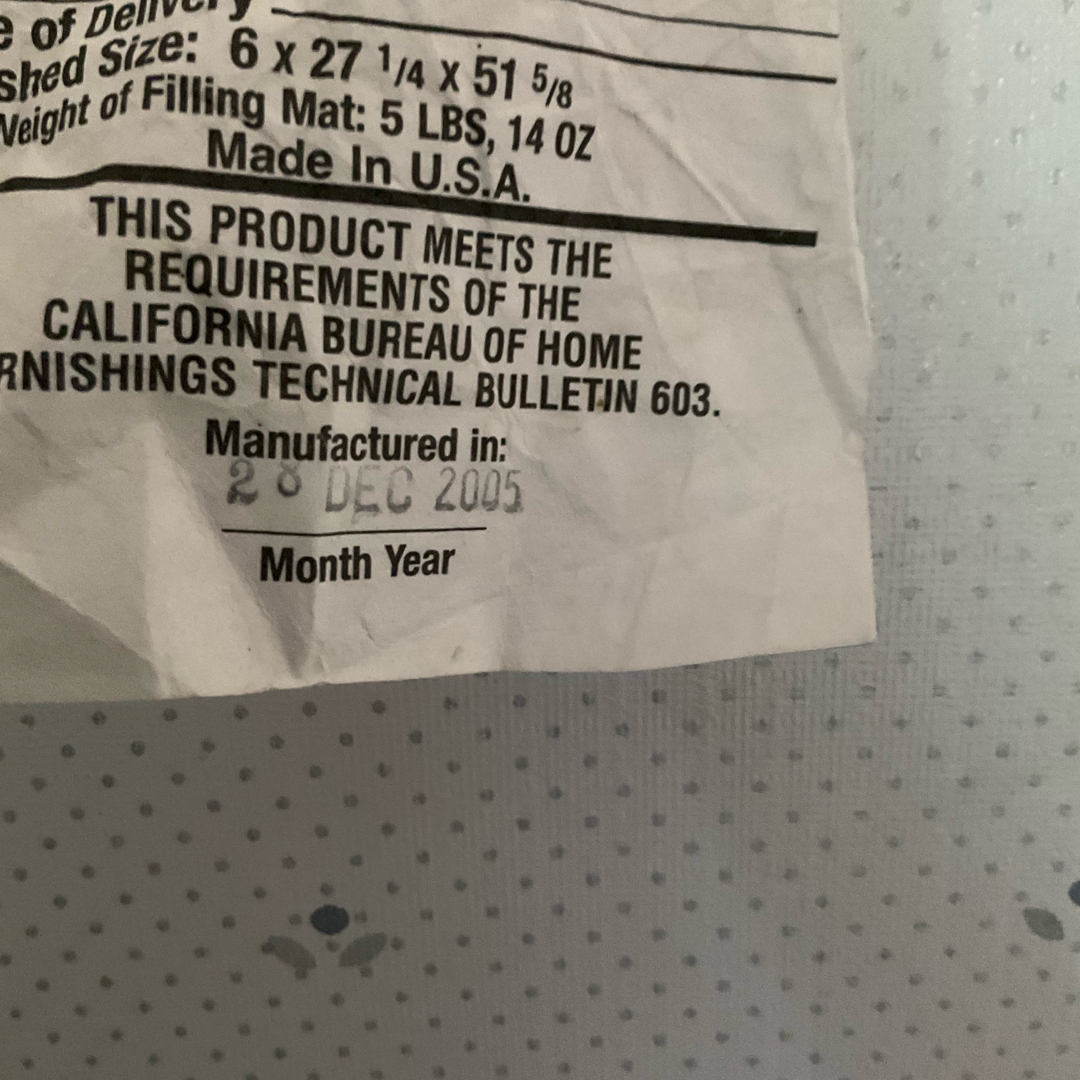 e of Delivery
shed Size: 6 x 27 1/4 x 51 5/8
Weight of Filling Mat: 5 LBS, 14 OZ
Made In U.S.A.
THIS PRODUCT MEETS THE
REQUIREMENTS OF THE
CALIFORNIA BUREAU OF HOME
RNISHINGS TECHNICAL BULLETIN 603.
Manufactured in:
28 DEC 2005
Month Year